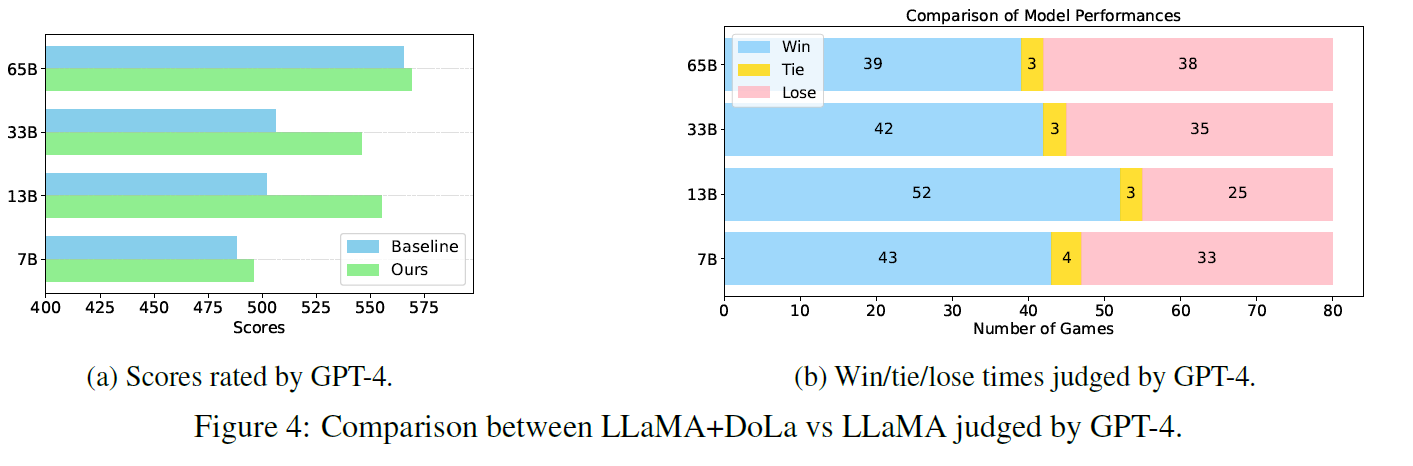 65B
33B
13B
7B
Baseline
Ours
400 425 450 475 500 525 550 575
Scores
(a) Scores rated by GPT-4.
Comparison of Model Performances
Win
Tie
Lose
65B 39 3 38
33B 42 3 35
13B 52 3 25
7B 43 4 33
0 10 20 30 40 50 60 70 80
Number of Games
(b) Win/tie/lose times judged by GPT-4.
Figure 4: Comparison between LLaMA+DoLa vs LLaMA judged by GPT-4.